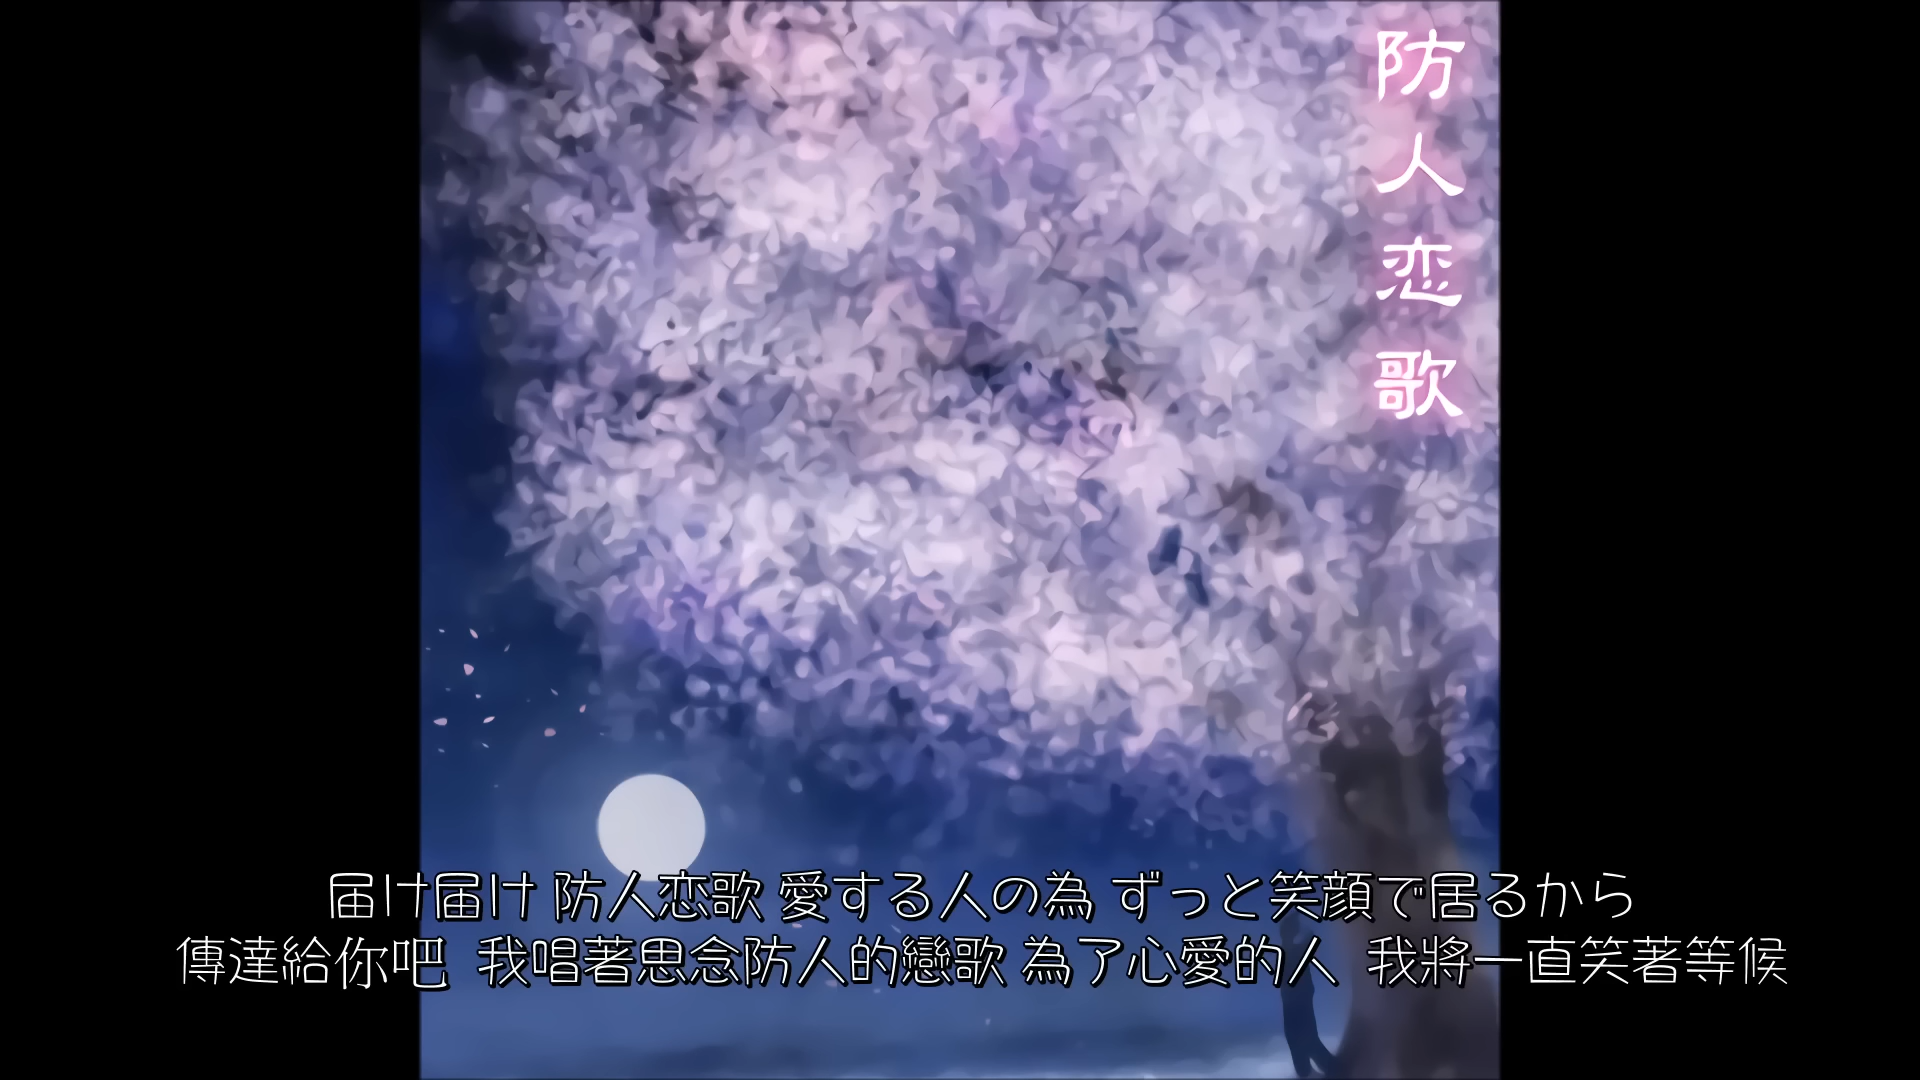 防人恋歌
届け届け 防人恋歌 愛する人の為 ずっと笑顔で居るから
傳達給你吧 我唱著思念防人的戀歌 為了心愛的人 我將一直笑著等候